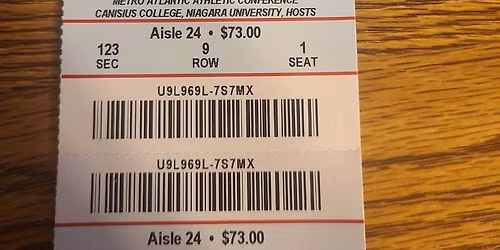 METRO ATLANTIC ATHLETIC CONFERENCE
CANISIUS COLLEGE, NIAGARA UNIVERSITY, HOSTS
Aisle 24 • $73.00
123 9 1
SEC ROW SEAT
U9L969L-7S7MX
U9L969L-7S7MX
Aisle 24 • $73.00